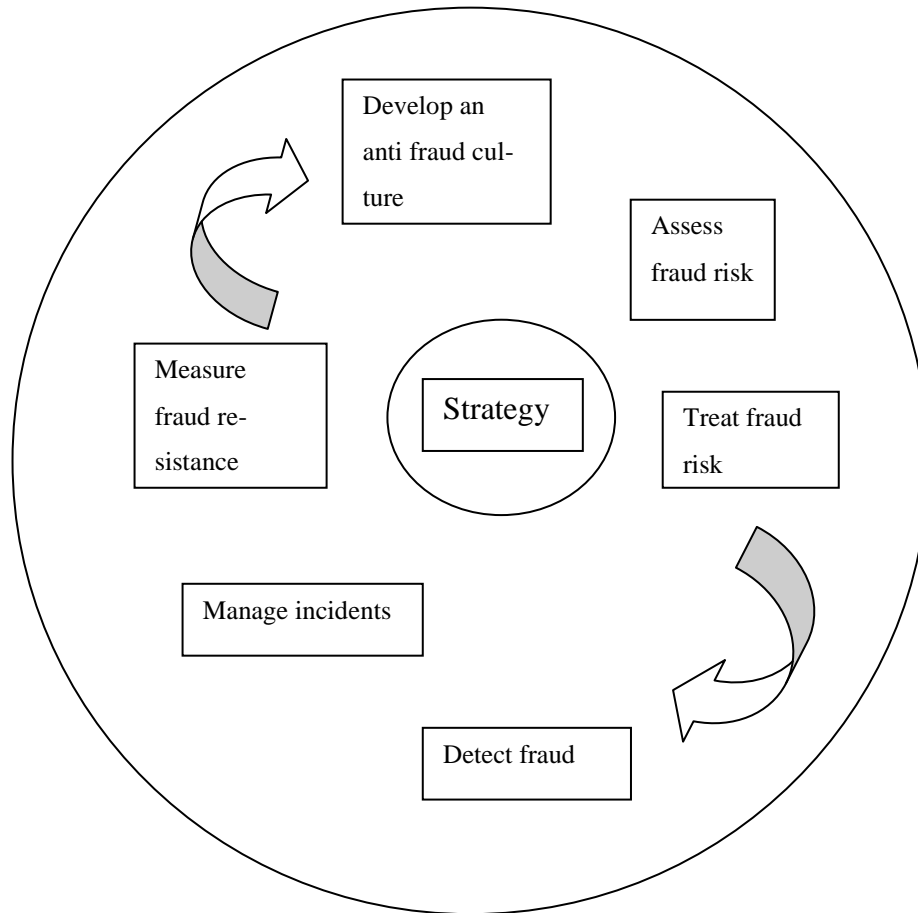 Develop an
anti fraud cul-
ture
Assess
fraud risk
Measure
fraud re-
sistance
Strategy
Treat fraud
risk
Manage incidents
Detect fraud